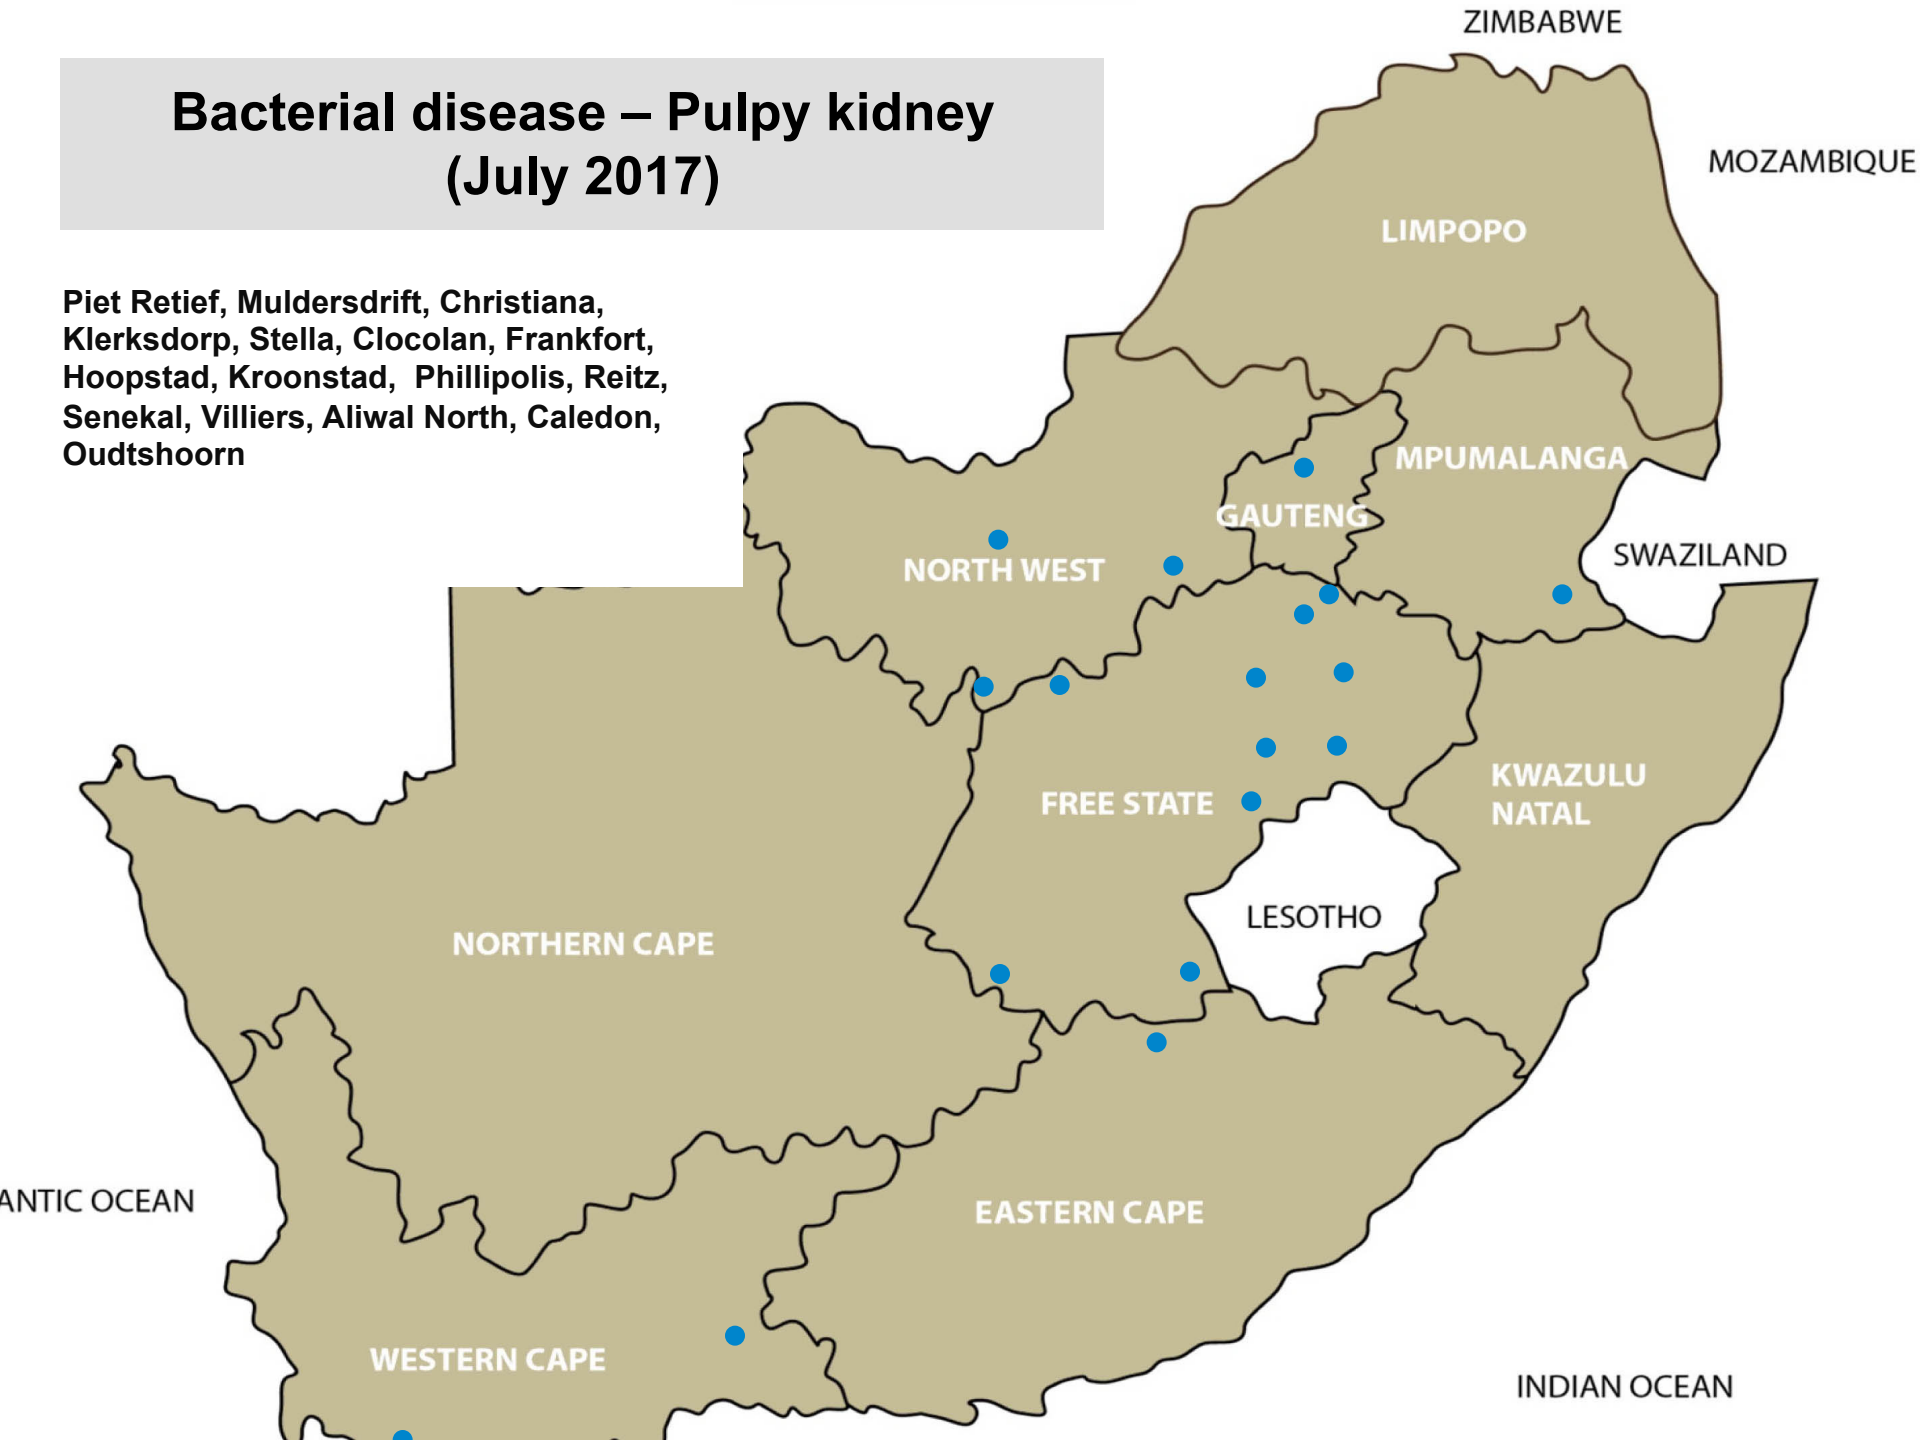 Bacterial disease – Pulpy kidney
(July 2017)
Piet Retief, Muldersdrift, Christiana,
Klerksdorp, Stella, Clocolan, Frankfort,
Hoopstad, Kroonstad,  Phillipolis, Reitz,
Senekal, Villiers, Aliwal North, Caledon,
Oudtshoorn
ZIMBABWE
MOZAMBIQUE
LIMPOPO
MPUMALANGA
GAUTENG
SWAZILAND
NORTH WEST
KWAZULU
NATAL
FREE STATE
LESOTHO
NORTHERN CAPE
ANTIC OCEAN
EASTERN CAPE
WESTERN CAPE
INDIAN OCEAN